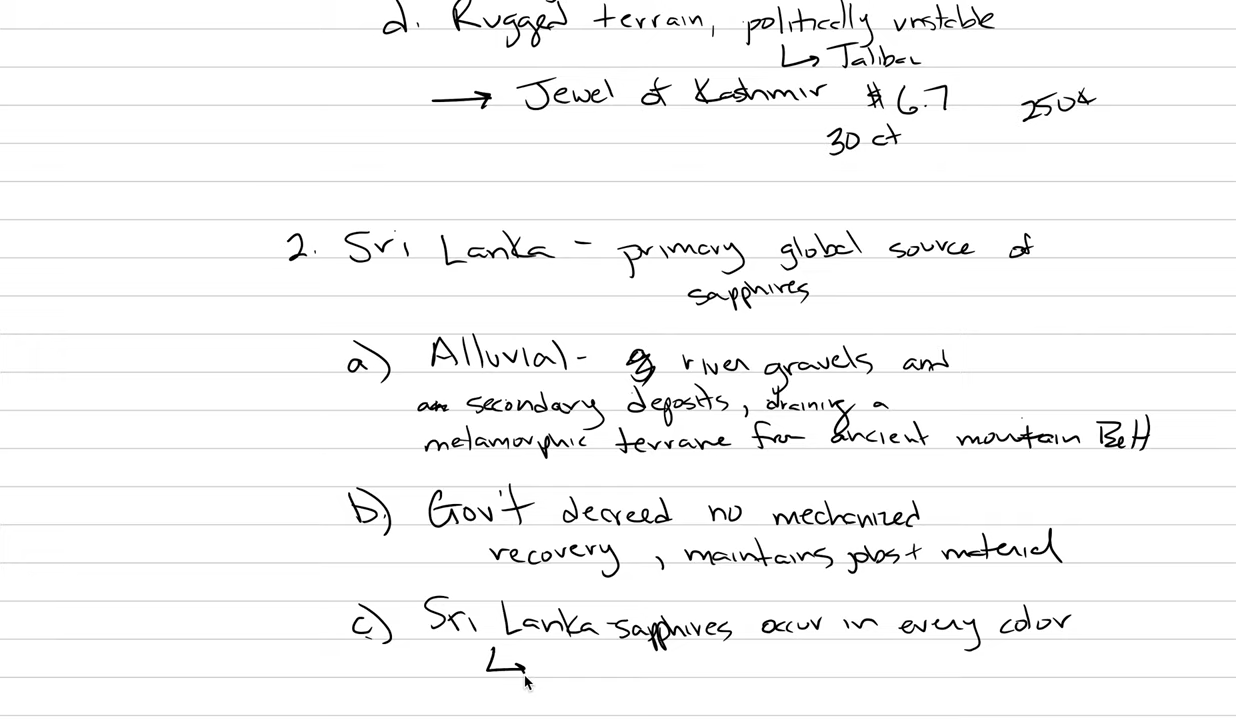 d. Rugged terrain, politically unstable
↳ Taliban
→ Jewel of Kashmir $6.7
30 ct
2. Sri Lanka - primary global source of
sapphires
a) Alluvial - river gravels and
secondary deposits, draining a
metamorphic terrane from ancient mountain Belt
b.) Gov't decreed no mechanized
recovery, maintains jobs + material
c.) Sri Lanka - sapphires occur in every color
↳